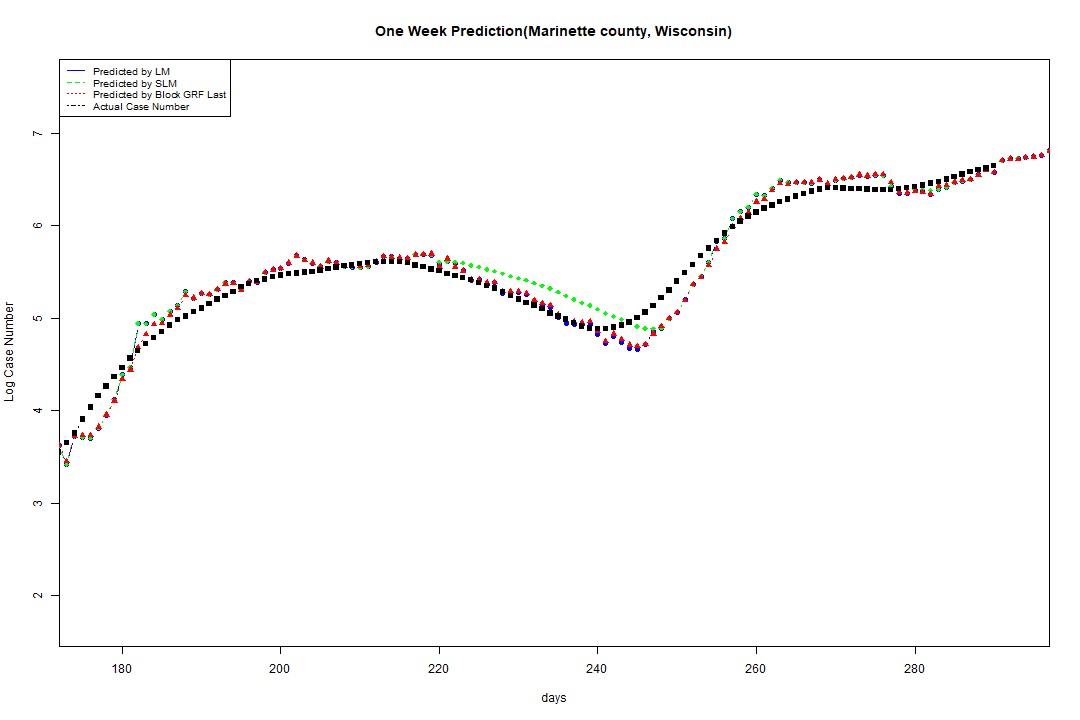 One Week Prediction(Marinette county, Wisconsin)
Predicted by LM
Predicted by SLM
Predicted by Block GRF Last
Actual Case Number
7
6
5
4
3
2
Log Case Number
180 200 220 240 260 280
days